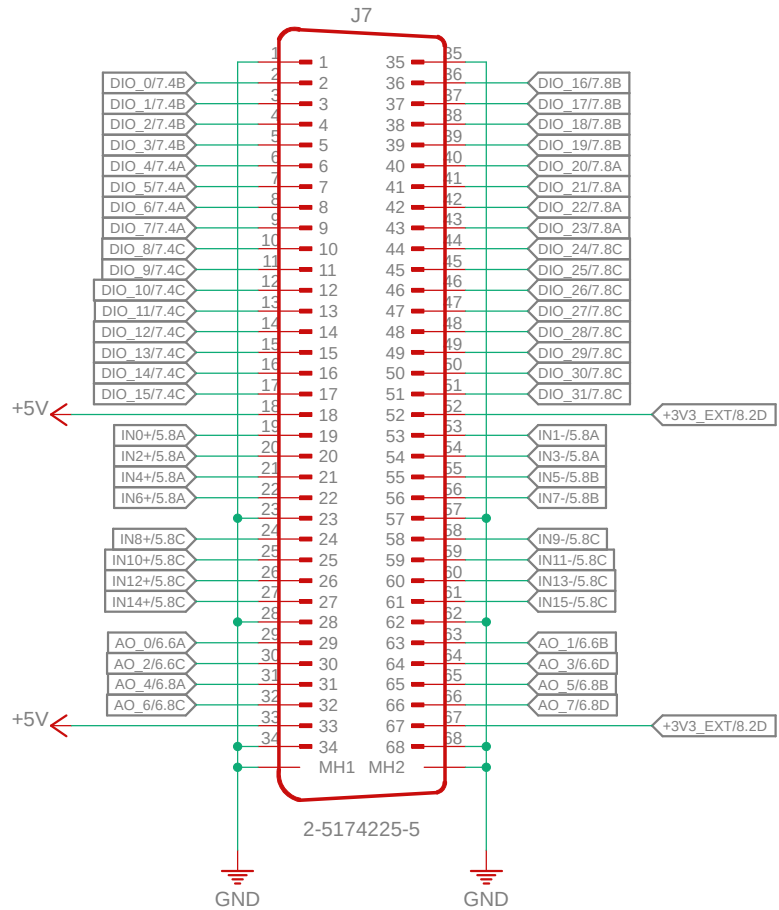 J7
1 1 35 35
DIO_0/7.4B 2 2 36 36 DIO_16/7.8B
DIO_1/7.4B 3 3 37 37 DIO_17/7.8B
DIO_2/7.4B 4 4 38 38 DIO_18/7.8B
DIO_3/7.4B 5 5 39 39 DIO_19/7.8B
DIO_4/7.4A 6 6 40 40 DIO_20/7.8A
DIO_5/7.4A 7 7 41 41 DIO_21/7.8A
DIO_6/7.4A 8 8 42 42 DIO_22/7.8A
DIO_7/7.4A 9 9 43 43 DIO_23/7.8A
DIO_8/7.4C 10 10 44 44 DIO_24/7.8C
DIO_9/7.4C 11 11 45 45 DIO_25/7.8C
DIO_10/7.4C 12 12 46 46 DIO_26/7.8C
DIO_11/7.4C 13 13 47 47 DIO_27/7.8C
DIO_12/7.4C 14 14 48 48 DIO_28/7.8C
DIO_13/7.4C 15 15 49 49 DIO_29/7.8C
DIO_14/7.4C 16 16 50 50 DIO_30/7.8C
DIO_15/7.4C 17 17 51 51 DIO_31/7.8C
+5V 18 18 52 52 +3V3_EXT/8.2D
IN0+/5.8A 19 19 53 53 IN1-/5.8A
IN2+/5.8A 20 20 54 54 IN3-/5.8A
IN4+/5.8A 21 21 55 55 IN5-/5.8B
IN6+/5.8A 22 22 56 56 IN7-/5.8B
23 23 57 57
IN8+/5.8C 24 24 58 58 IN9-/5.8C
IN10+/5.8C 25 25 59 59 IN11-/5.8C
IN12+/5.8C 26 26 60 60 IN13-/5.8C
IN14+/5.8C 27 27 61 61 IN15-/5.8C
28 28 62 62
AO_0/6.6A 29 29 63 63 AO_1/6.6B
AO_2/6.6C 30 30 64 64 AO_3/6.6D
AO_4/6.8A 31 31 65 65 AO_5/6.8B
AO_6/6.8C 32 32 66 66 AO_7/6.8D
+5V 33 33 67 67 +3V3_EXT/8.2D
34 34 68 68
MH1 MH2
2-5174225-5
GND GND